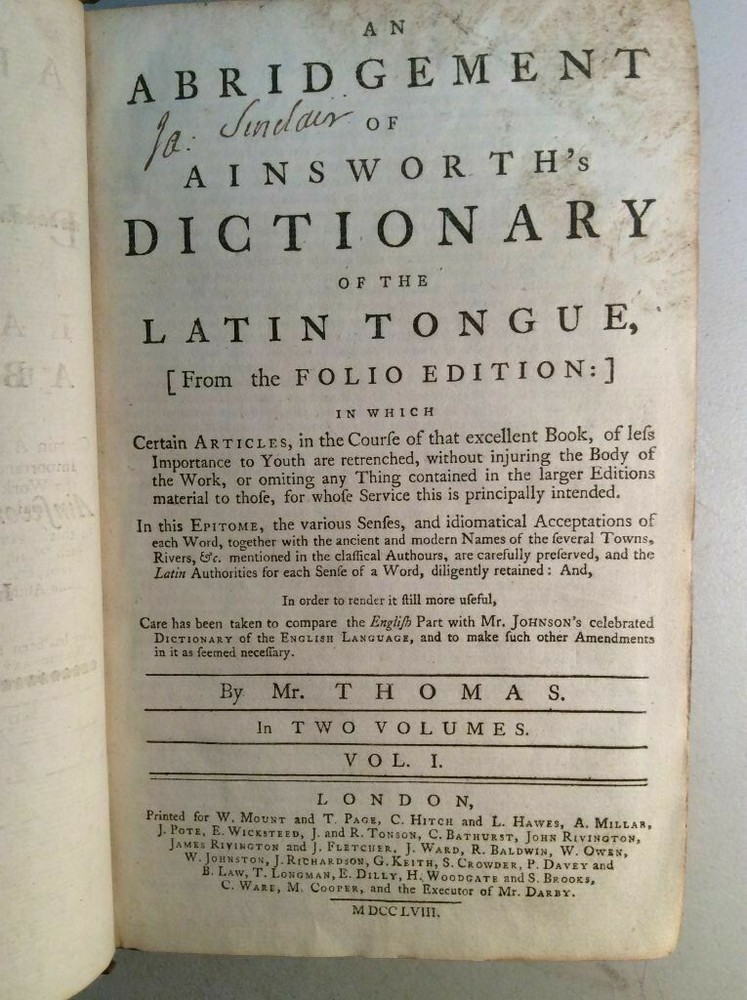 AN
ABRIDGEMENT
Ja: Sinclair
OF
AINSWORTH's
DICTIONARY
OF THE
LATIN TONGUE,
[From the FOLIO EDITION:]
IN WHICH
Certain ARTICLES, in the Courſe of that excellent Book, of leſs
Importance to Youth are retrenched, without injuring the Body of
the Work, or omiting any Thing contained in the larger Editions
material to thoſe, for whoſe Service this is principally intended.
In this EPITOME, the various Senſes, and idiomatical Acceptations of
each Word, together with the ancient and modern Names of the ſeveral Towns,
Rivers, &c. mentioned in the claſſical Authours, are carefully preſerved, and the
Latin Authorities for each Senſe of a Word, diligently retained: And,
In order to render it ſtill more uſeful,
Care has been taken to compare the Engliſh Part with Mr. JOHNSON's celebrated
DICTIONARY of the ENGLISH LANGUAGE, and to make ſuch other Amendments
in it as ſeemed neceſſary.
By Mr. THOMAS.
In TWO VOLUMES.
VOL. I.
LONDON,
Printed for W. MOUNT and T. PAGE, C. HITCH and L. HAWES, A. MILLAR,
J. POTE, E. WICKSTEED, J. and R. TONSON, C. BATHURST, JOHN RIVINGTON,
JAMES RIVINGTON and J. FLETCHER, J. WARD, R. BALDWIN, W. OWEN,
W. JOHNSTON, J. RICHARDSON, G. KEITH, S. CROWDER, P. DAVEY and
B. LAW, T. LONGMAN, E. DILLY, H. WOODGATE and S. BROOKS,
C. WARE, M. COOPER, and the Executor of Mr. DARBY.
MDCCLVIII.